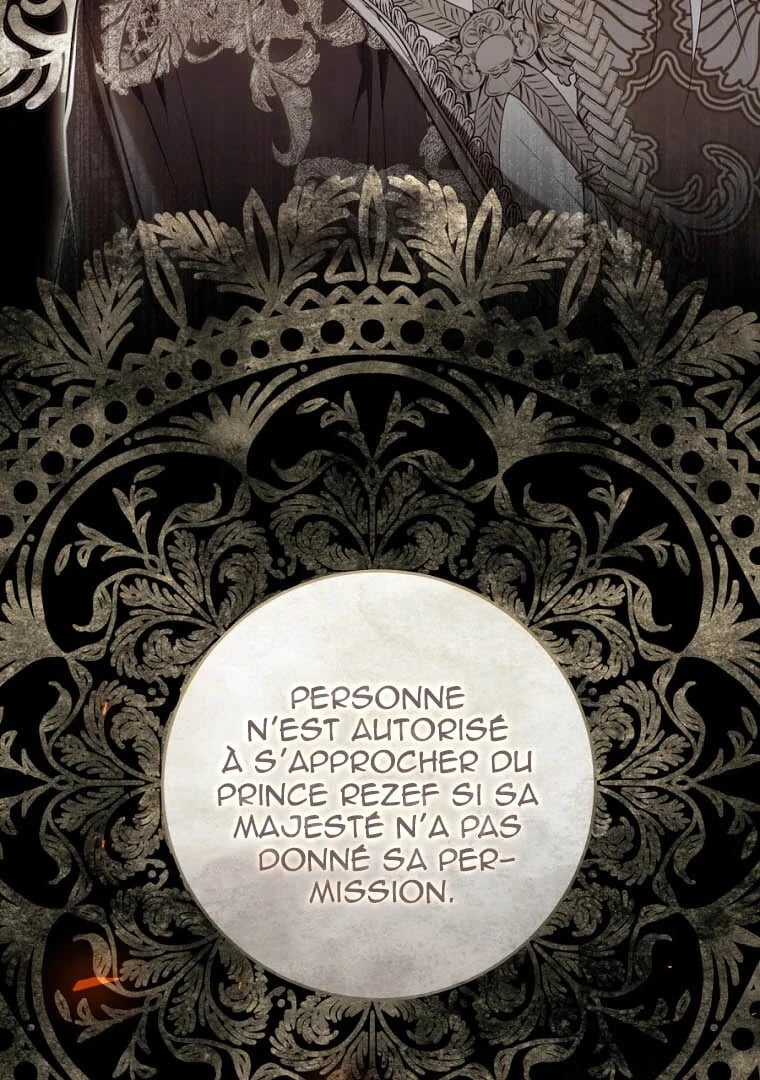 PERSONNE
N'EST AUTORISÉ
À S'APPROCHER DU
PRINCE REZEF SI SA
MAJESTÉ N'A PAS
DONNÉ SA PER-
MISSION.